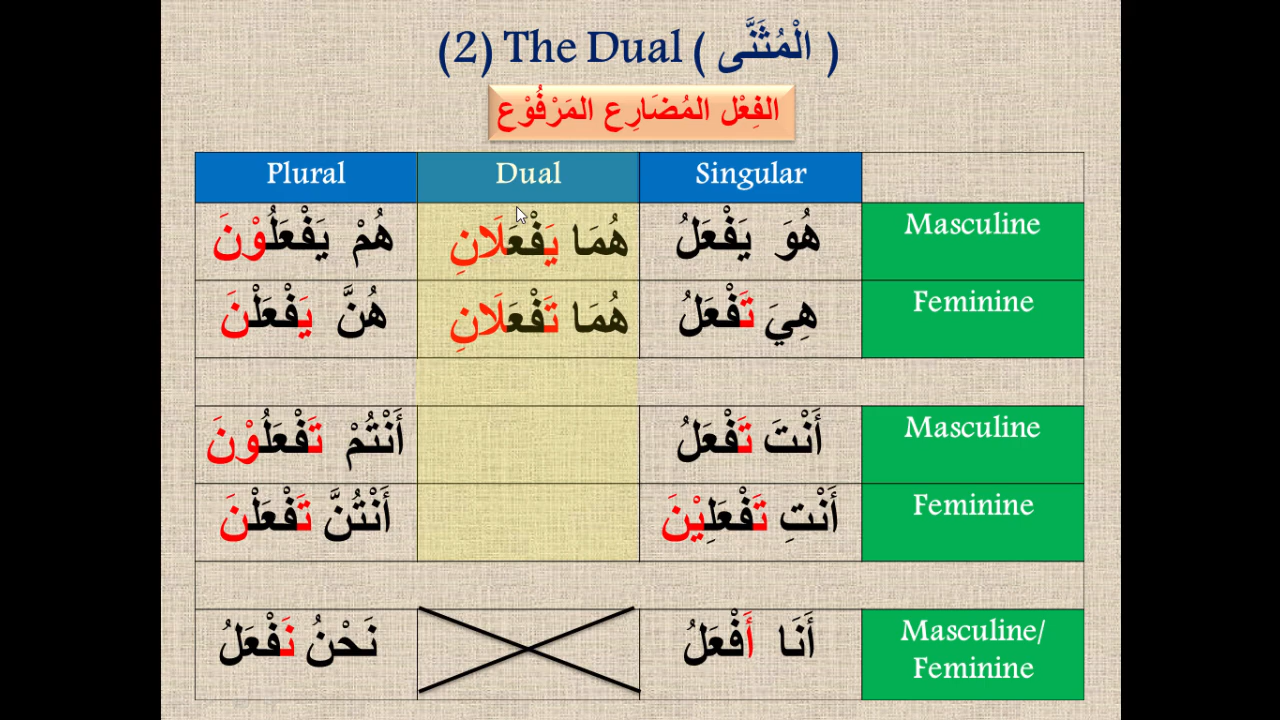 (2) The Dual ( الْمُثَنَّى )
الفِعْل المُضَارِع المَرْفُوْع
Plural Dual Singular
هُمْ يَفْعَلُوْنَ هُمَا يَفْعَلَانِ هُوَ يَفْعَلُ Masculine
هُنَّ يَفْعَلْنَ هُمَا تَفْعَلَانِ هِيَ تَفْعَلُ Feminine
أَنْتُمْ تَفْعَلُوْنَ أَنْتَ تَفْعَلُ Masculine
أَنْتُنَّ تَفْعَلْنَ أَنْتِ تَفْعَلِيْنَ Feminine
نَحْنُ نَفْعَلُ أَنَا أَفْعَلُ Masculine/
Feminine